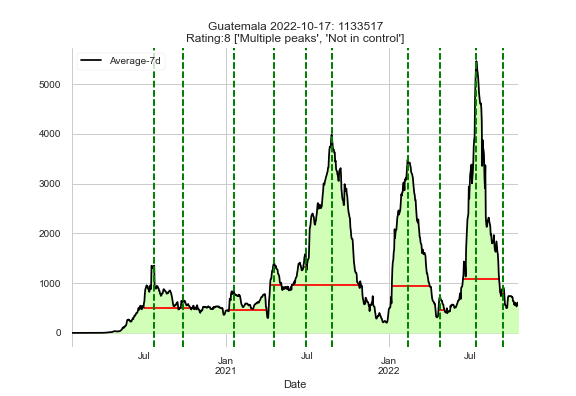 Guatemala 2022-10-17: 1133517
Rating:8 ['Multiple peaks', 'Not in control']
Average-7d
5000
4000
3000
2000
1000
0
Jul
Jan
2021
Jul
Jan
2022
Jul
Date